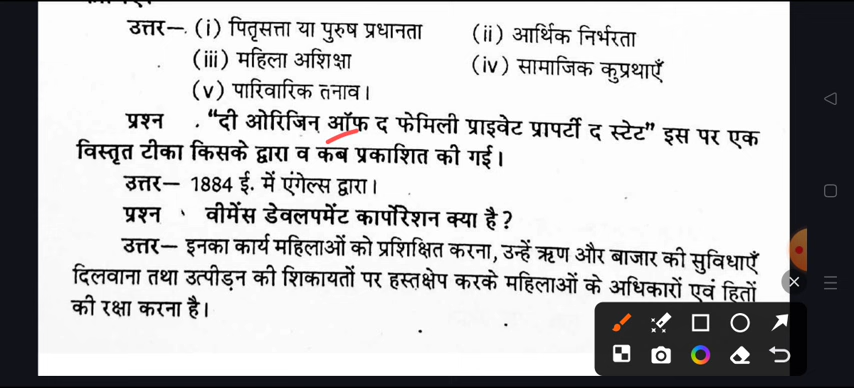 उत्तर— (i) पितृसत्ता या पुरुष प्रधानता (ii) आर्थिक निर्भरता
(iii) महिला अशिक्षा (iv) सामाजिक कुप्रथाएँ
(v) पारिवारिक तनाव।
प्रश्न . "दी ओरिजिन ऑफ द फेमिली प्राइवेट प्रापर्टी द स्टेट" इस पर एक
विस्तृत टीका किसके द्वारा व कब प्रकाशित की गई।
उत्तर— 1884 ई. में एंगेल्स द्वारा।
प्रश्न वीमेंस डेवलपमेंट कार्पोरेशन क्या है?
उत्तर— इनका कार्य महिलाओं को प्रशिक्षित करना, उन्हें ऋण और बाजार की सुविधाएँ
दिलवाना तथा उत्पीड़न की शिकायतों पर हस्तक्षेप करके महिलाओं के अधिकारों एवं हितों
की रक्षा करना है।